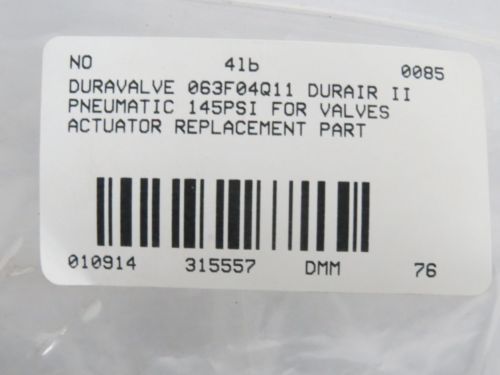 NO 4lb 0085
DURAVALVE 063F04Q11 DURAIR II
PNEUMATIC 145PSI FOR VALVES
ACTUATOR REPLACEMENT PART
010914 315557 DMM 76